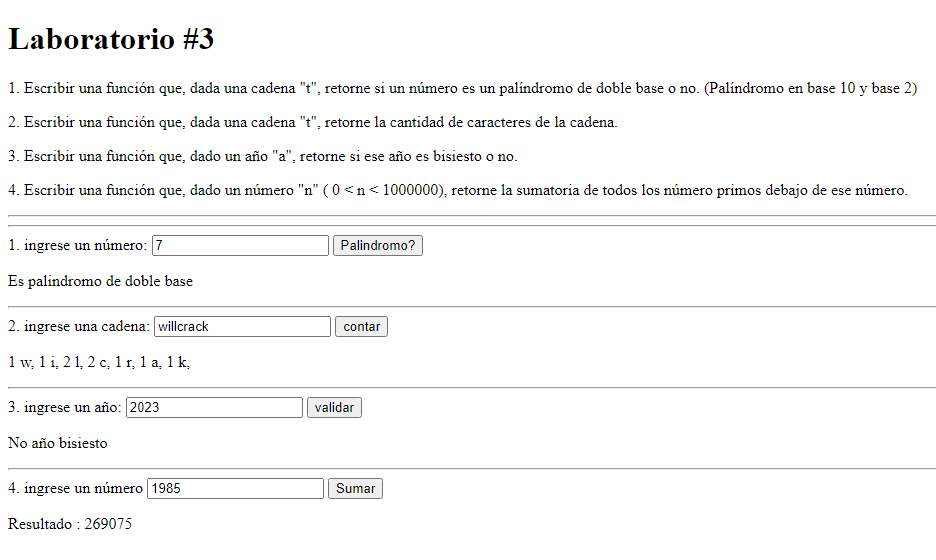 Laboratorio #3
1. Escribir una función que, dada una cadena "t", retorne si un número es un palíndromo de doble base o no. (Palíndromo en base 10 y base 2)
2. Escribir una función que, dada una cadena "t", retorne la cantidad de caracteres de la cadena.
3. Escribir una función que, dado un año "a", retorne si ese año es bisiesto o no.
4. Escribir una función que, dado un número "n" ( 0 < n < 1000000), retorne la sumatoria de todos los número primos debajo de ese número.
1. ingrese un número: 7 Palindromo?
Es palindromo de doble base
2. ingrese una cadena: willcrack contar
1 w, 1 i, 2 l, 2 c, 1 r, 1 a, 1 k,
3. ingrese un año: 2023 validar
No año bisiesto
4. ingrese un número 1985 Sumar
Resultado : 269075